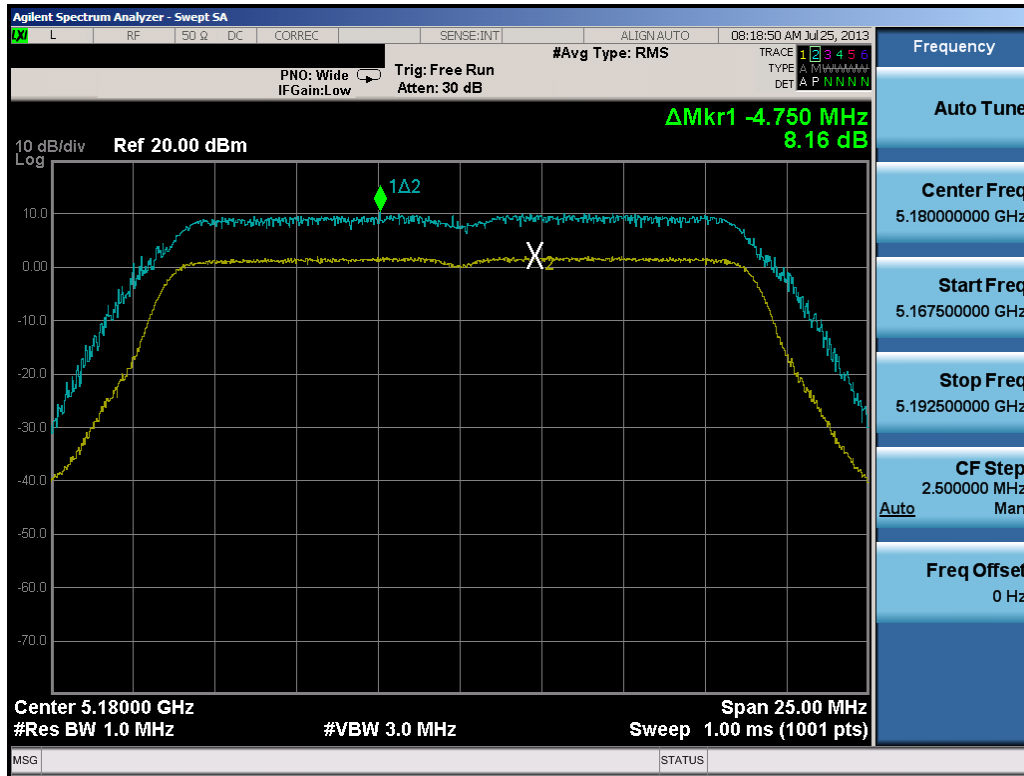 Agilent Spectrum Analyzer - Swept SA
LXI L RF 50 Ω DC CORREC SENSE:INT ALIGN AUTO 08:18:50 AM Jul 25, 2013
Frequency
#Avg Type: RMS
TRACE 1 2 3 4 5 6
PNO: Wide
Trig: Free Run
TYPE A M W W W W W
IFGain:Low
Atten: 30 dB
DET A P N N N N
Auto Tune
ΔMkr1 -4.750 MHz
8.16 dB
10 dB/div
Log
Ref 20.00 dBm
1Δ2
10.0
0.00
X2
-10.0
-20.0
-30.0
-40.0
-50.0
-60.0
-70.0
Center Freq
5.180000000 GHz
Start Freq
5.167500000 GHz
Stop Freq
5.192500000 GHz
CF Step
2.500000 MHz
Auto Man
Freq Offset
0 Hz
Center 5.18000 GHz
Span 25.00 MHz
#Res BW 1.0 MHz
#VBW 3.0 MHz
Sweep 1.00 ms (1001 pts)
MSG
STATUS